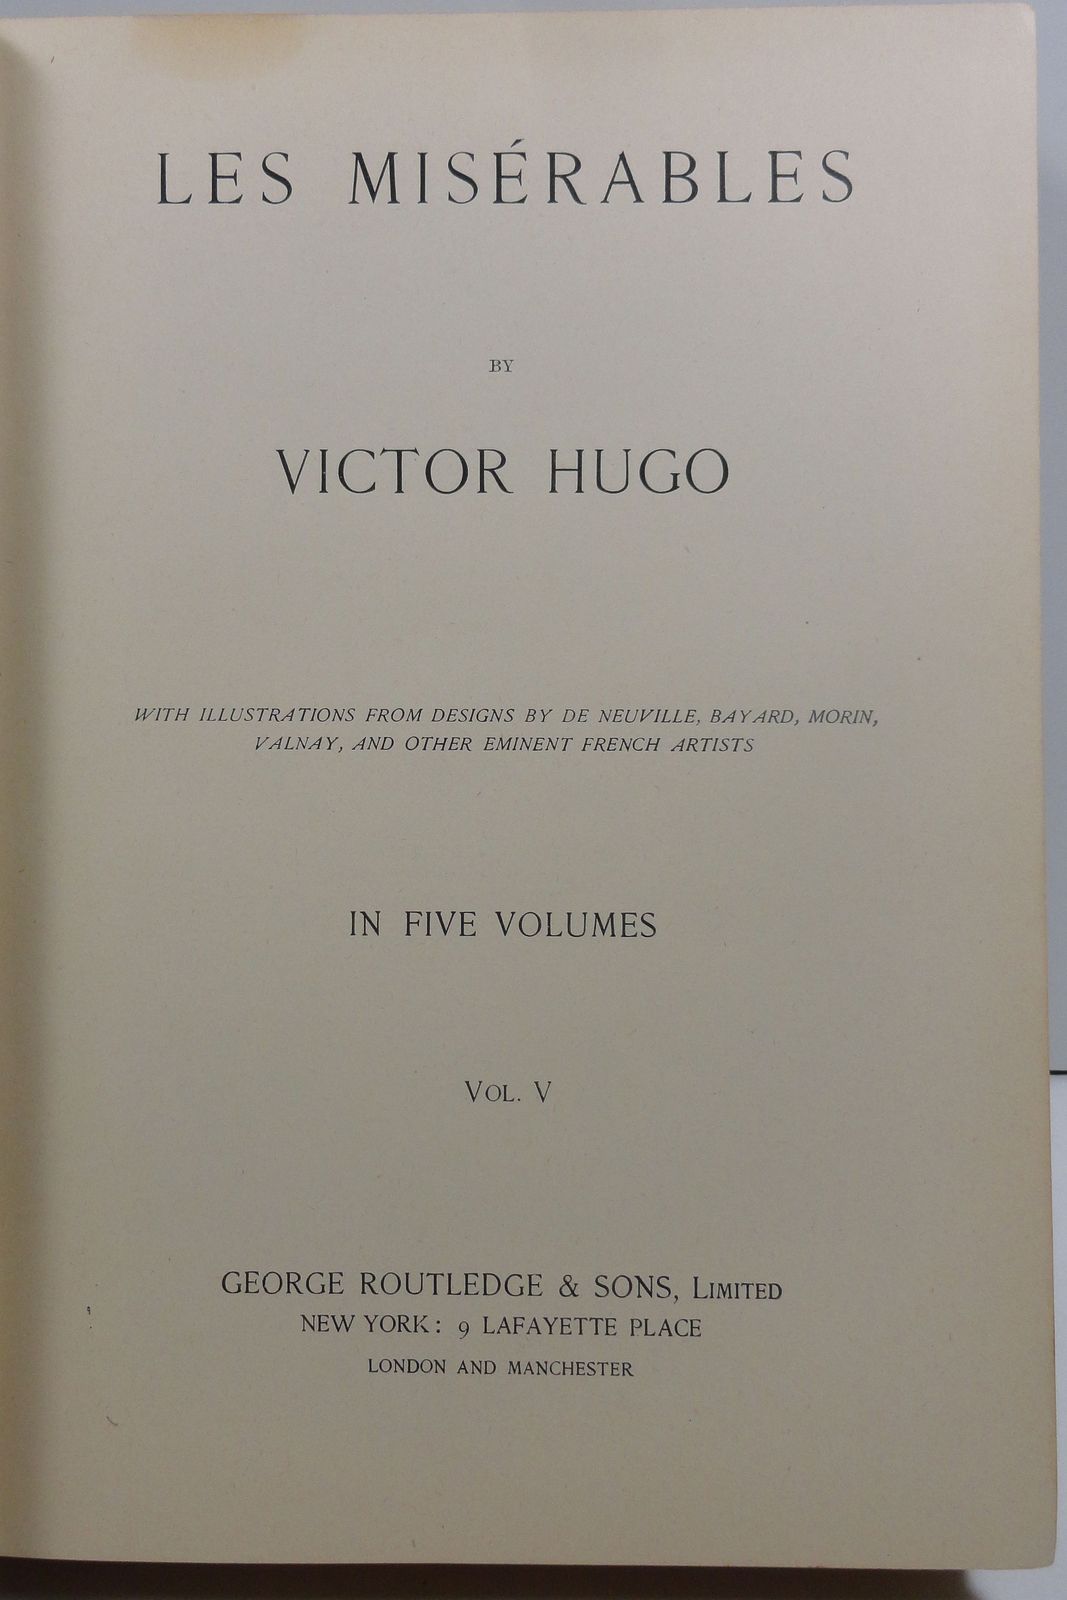 LES MISÉRABLES
BY
VICTOR HUGO
WITH ILLUSTRATIONS FROM DESIGNS BY DE NEUVILLE, BAYARD, MORIN,
VALNAY, AND OTHER EMINENT FRENCH ARTISTS
IN FIVE VOLUMES
VOL. V
GEORGE ROUTLEDGE & SONS, LIMITED
NEW YORK: 9 LAFAYETTE PLACE
LONDON AND MANCHESTER